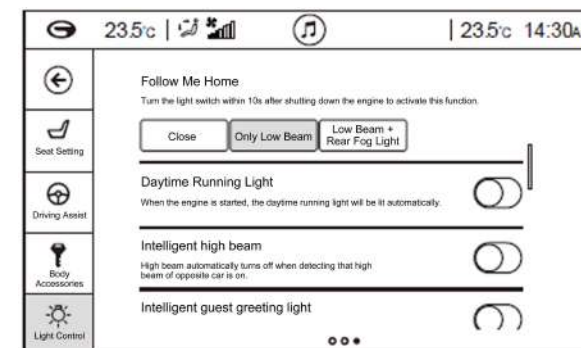 23.5°c
23.5°c 14:30A
Follow Me Home
Turn the light switch within 10s after shutting down the engine to activate this function.
Close
Only Low Beam
Low Beam +
Rear Fog Light
Seat Setting
Daytime Running Light
When the engine is started, the daytime running light will be lit automatically.
Driving Assist
Intelligent high beam
High beam automatically turns off when detecting that high
beam of opposite car is on.
Body
Accessories
Intelligent guest greeting light
Light Control